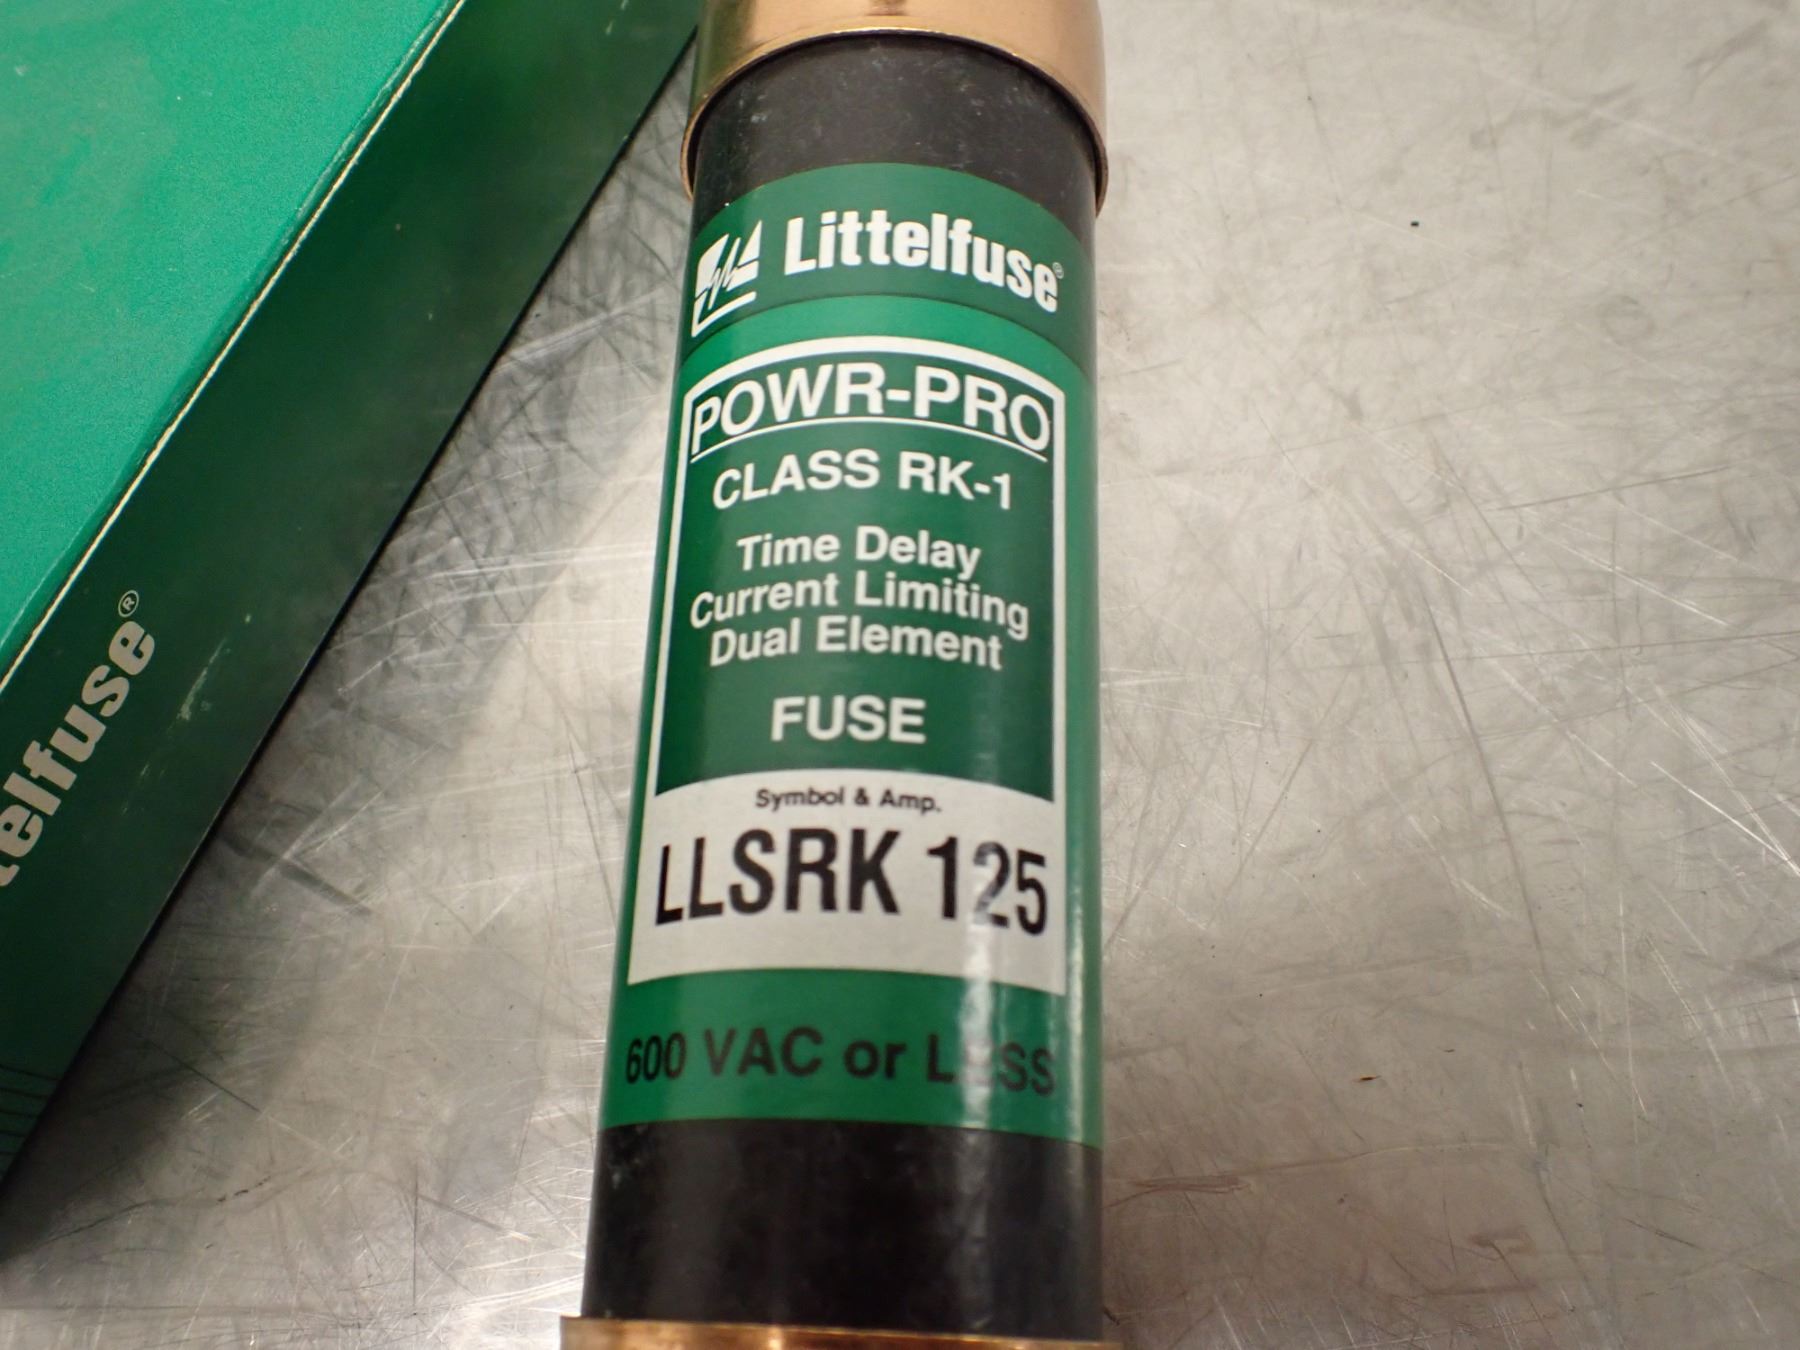 Littelfuse®
POWR-PRO
CLASS RK-1
Time Delay
Current Limiting
Dual Element
FUSE
Symbol & Amp.
LLSRK 125
600 VAC or LESS
telfuse®